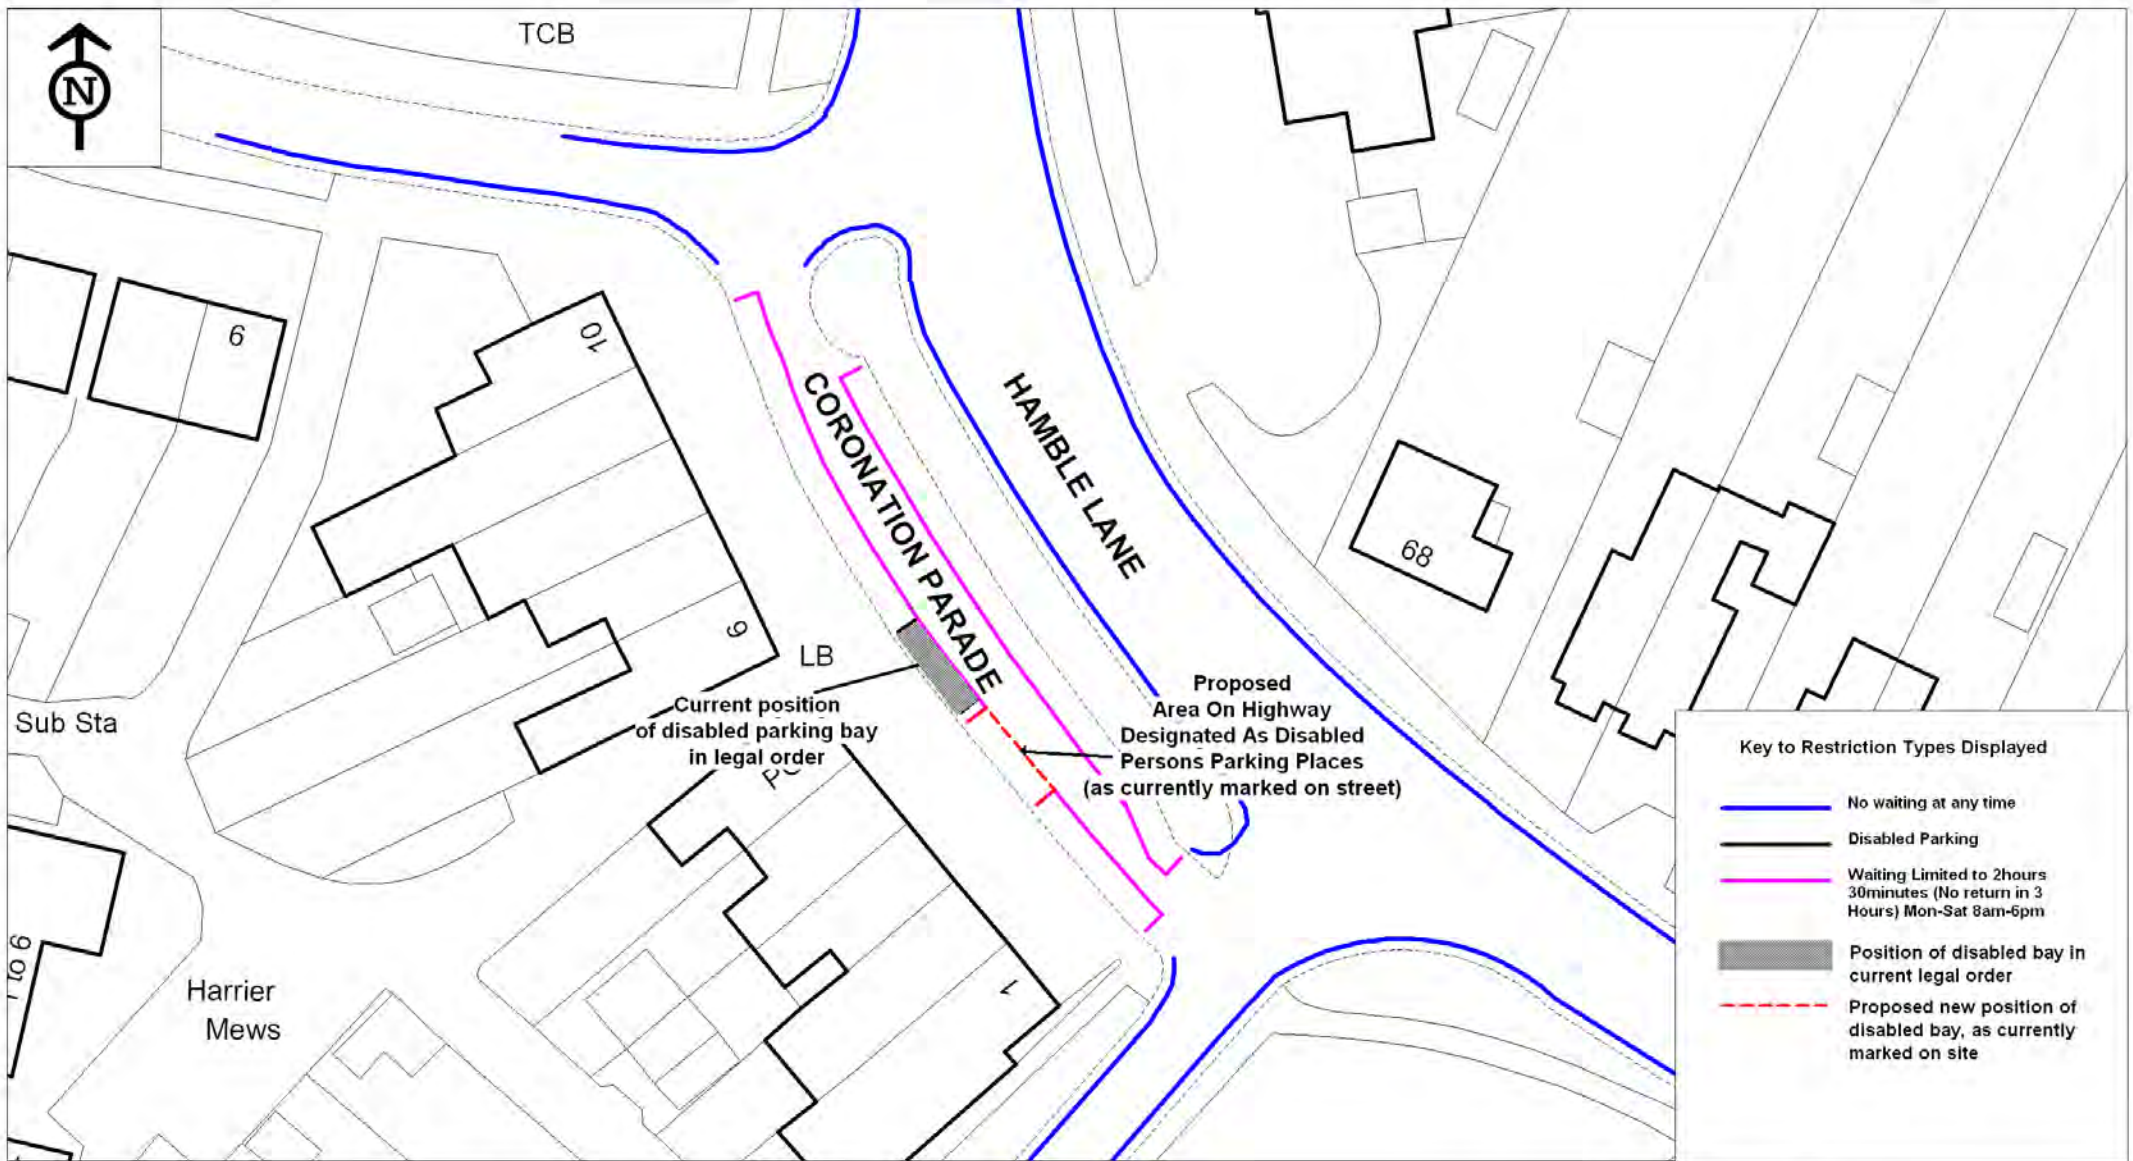 TCB
N
6
10
CORONATION PARADE
HAMBLE LANE
68
9
LB
Sub Sta
Current position
of disabled parking bay
in legal order
Proposed
Area On Highway
Designated As Disabled
Persons Parking Places
(as currently marked on street)
to 6
Harrier
Mews
1
Key to Restriction Types Displayed
No waiting at any time
Disabled Parking
Waiting Limited to 2hours
30minutes (No return in 3
Hours) Mon-Sat 8am-6pm
Position of disabled bay in
current legal order
Proposed new position of
disabled bay, as currently
marked on site